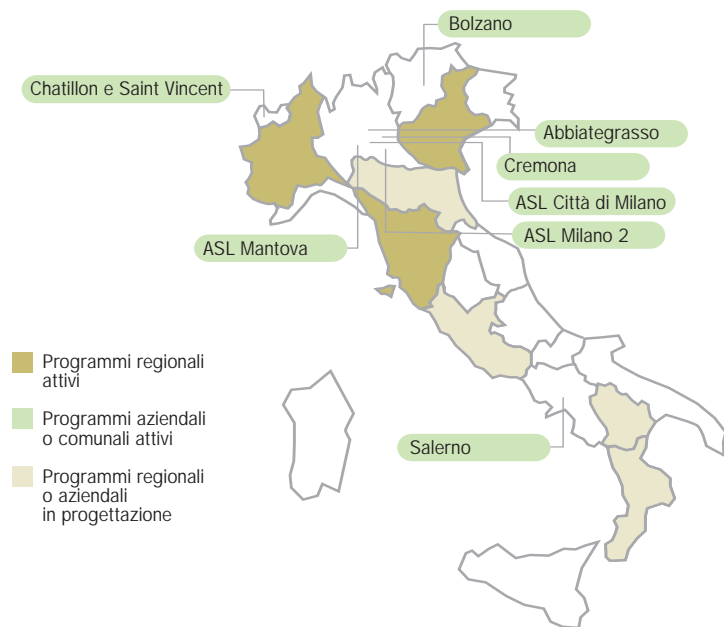 Bolzano
Chatillon e Saint Vincent
Abbiategrasso
Cremona
ASL Città di Milano
ASL Milano 2
ASL Mantova
Programmi regionali
attivi
Programmi aziendali
o comunali attivi
Programmi regionali
o aziendali
in progettazione
Salerno